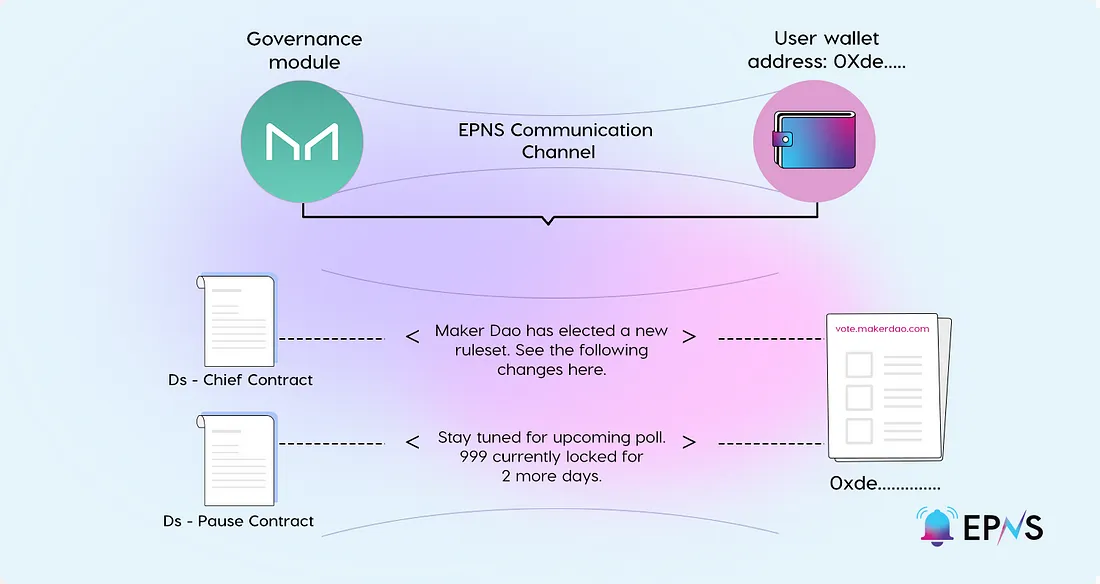 Governance
module
User wallet
address: 0Xde.....
EPNS Communication
Channel
Ds - Chief Contract
< Maker Dao has elected a new >
ruleset. See the following
changes here.
vote.makerdao.com
Ds - Pause Contract
< Stay tuned for upcoming poll. >
999 currently locked for
2 more days.
0xde..............
EPNS